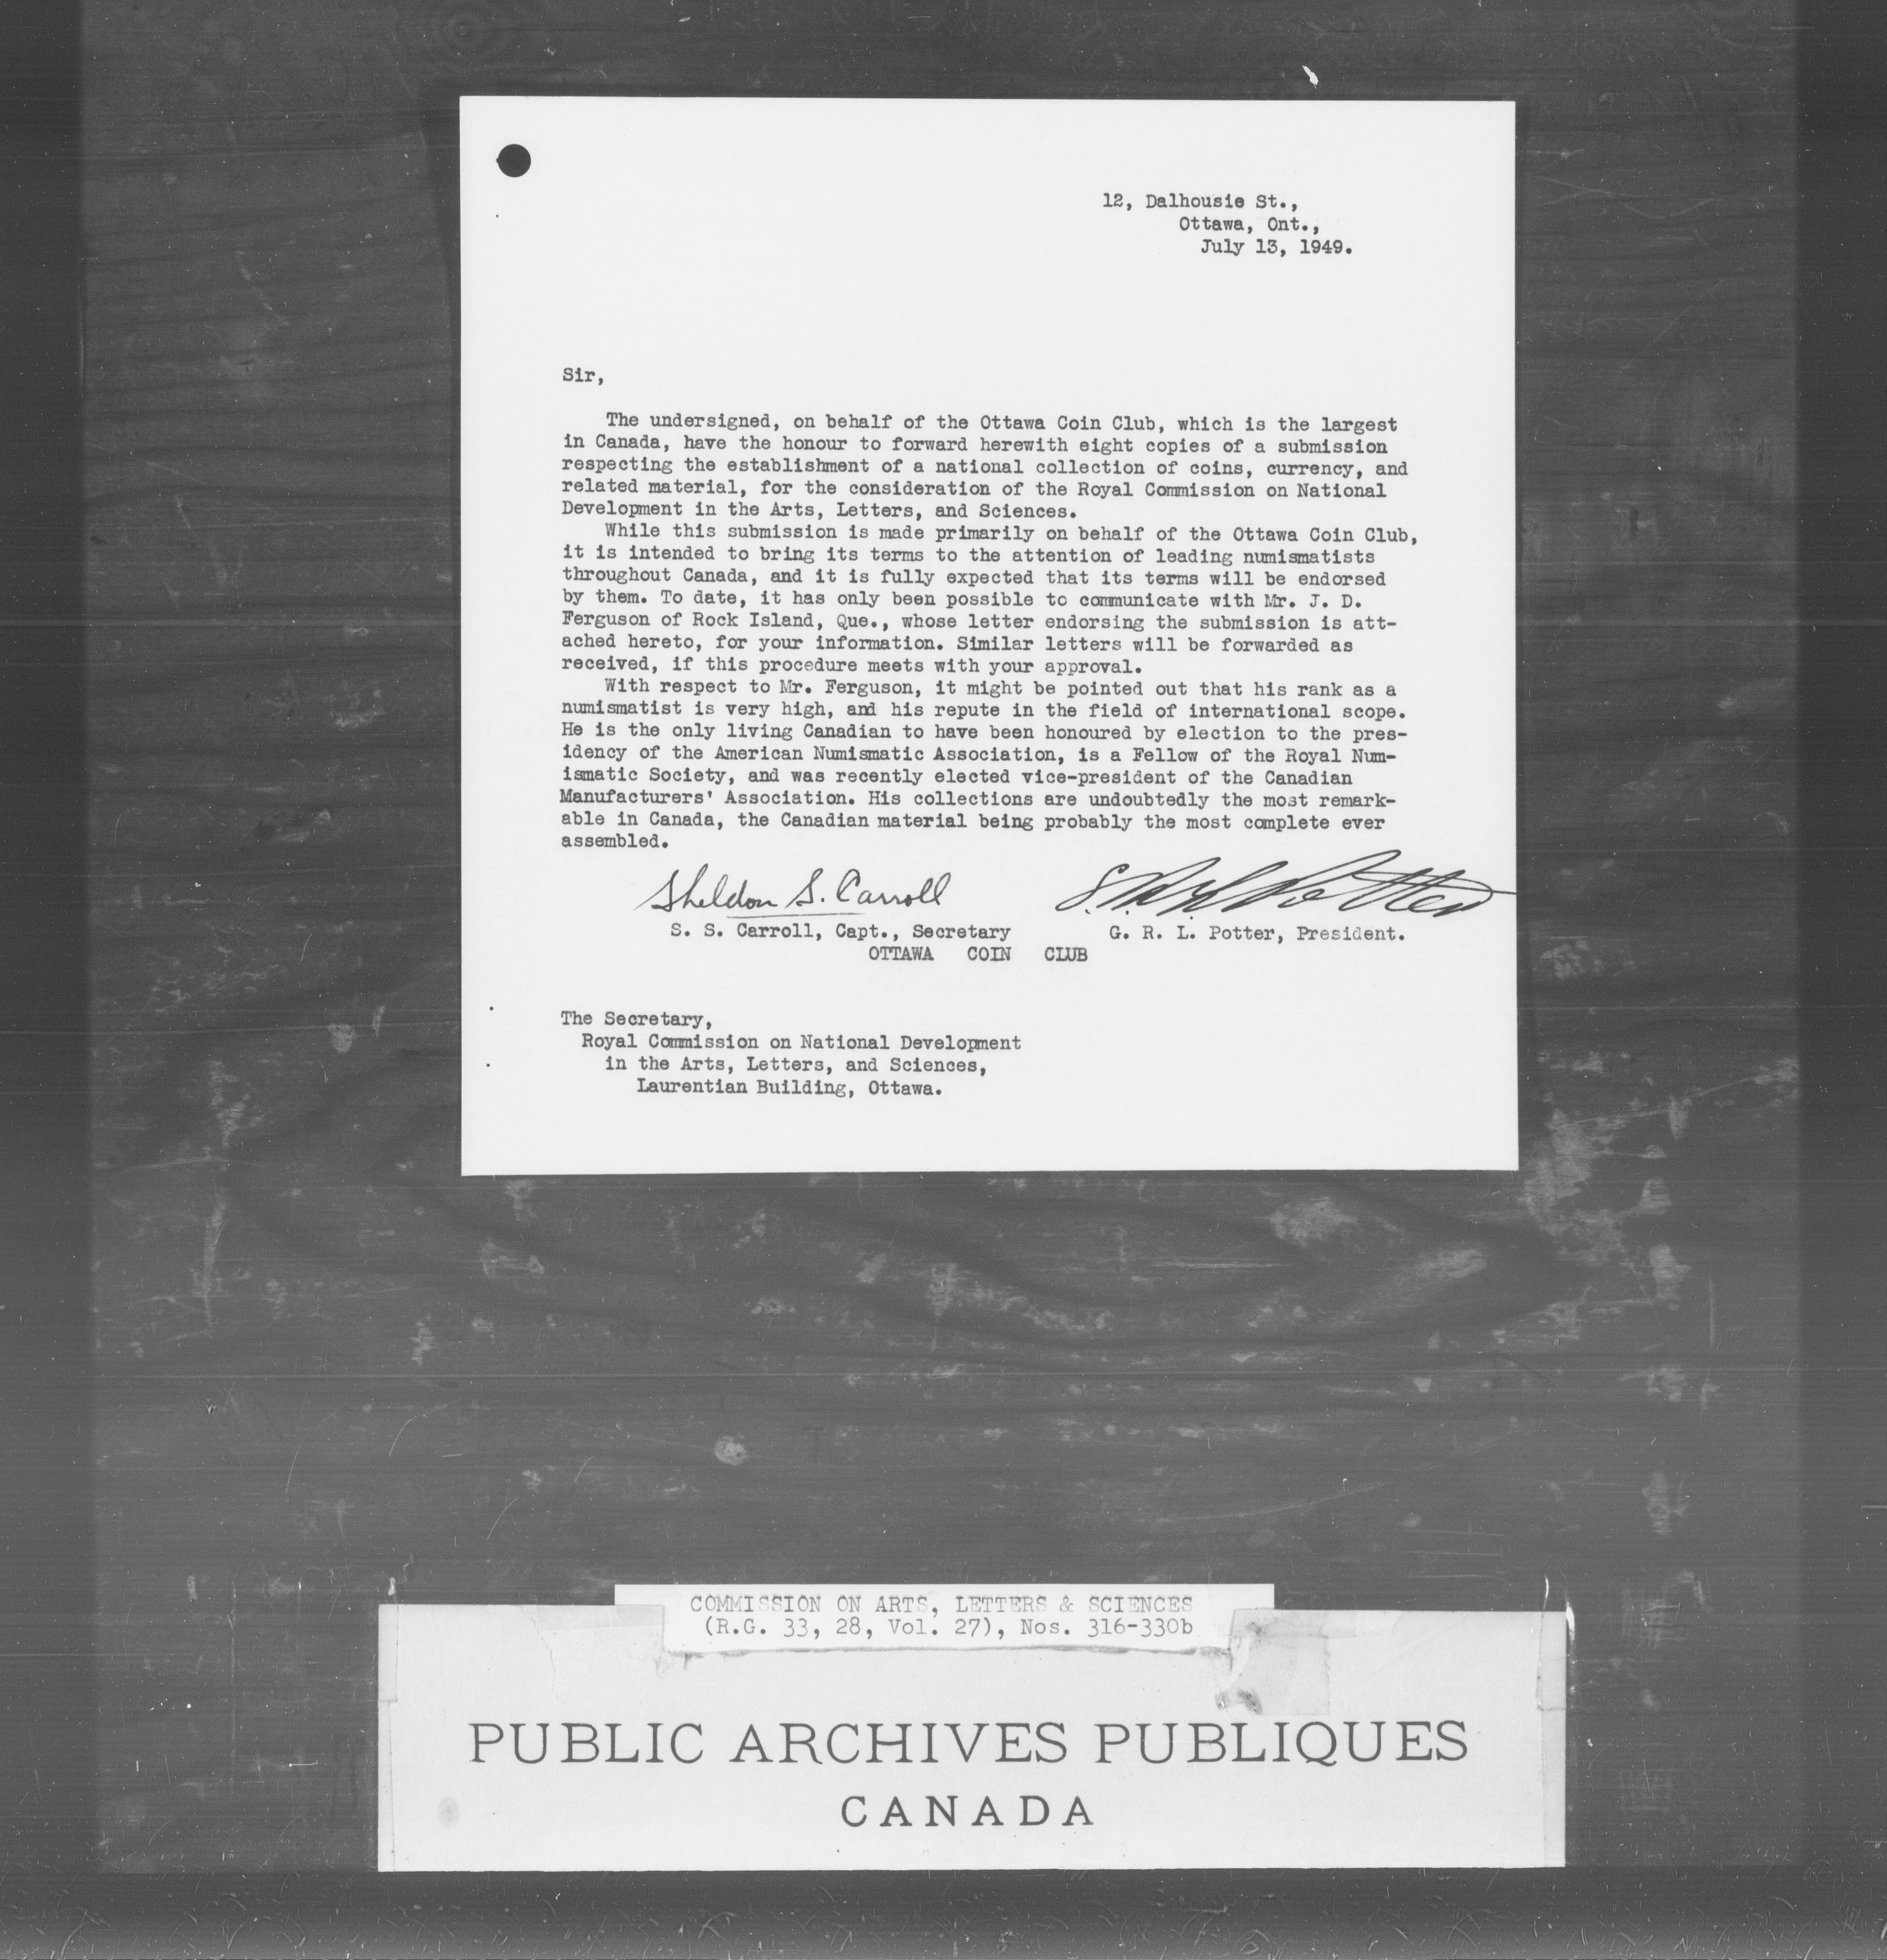 12, Dalhousie St.,
Ottawa, Ont.,
July 13, 1949.
Sir,
The undersigned, on behalf of the Ottawa Coin Club, which is the largest
in Canada, have the honour to forward herewith eight copies of a submission
respecting the establishment of a national collection of coins, currency, and
related material, for the consideration of the Royal Commission on National
Development in the Arts, Letters, and Sciences.
While this submission is made primarily on behalf of the Ottawa Coin Club,
it is intended to bring its terms to the attention of leading numismatists
throughout Canada, and it is fully expected that its terms will be endorsed
by them. To date, it has only been possible to communicate with Mr. J. D.
Ferguson of Rock Island, Que., whose letter endorsing the submission is att-
ached hereto, for your information. Similar letters will be forwarded as
received, if this procedure meets with your approval.
With respect to Mr. Ferguson, it might be pointed out that his rank as a
numismatist is very high, and his repute in the field of international scope.
He is the only living Canadian to have been honoured by election to the pres-
idency of the American Numismatic Association, is a Fellow of the Royal Num-
ismatic Society, and was recently elected vice-president of the Canadian
Manufacturers' Association. His collections are undoubtedly the most remark-
able in Canada, the Canadian material being probably the most complete ever
assembled.
Sheldon S. Carroll G. R. L. Potter
S. S. Carroll, Capt., Secretary G. R. L. Potter, President.
OTTAWA COIN CLUB
The Secretary,
Royal Commission on National Development
in the Arts, Letters, and Sciences,
Laurentian Building, Ottawa.
COMMISSION ON ARTS, LETTERS & SCIENCES
(R.G. 33, 28, Vol. 27), Nos. 316-330b
PUBLIC ARCHIVES PUBLIQUES
CANADA